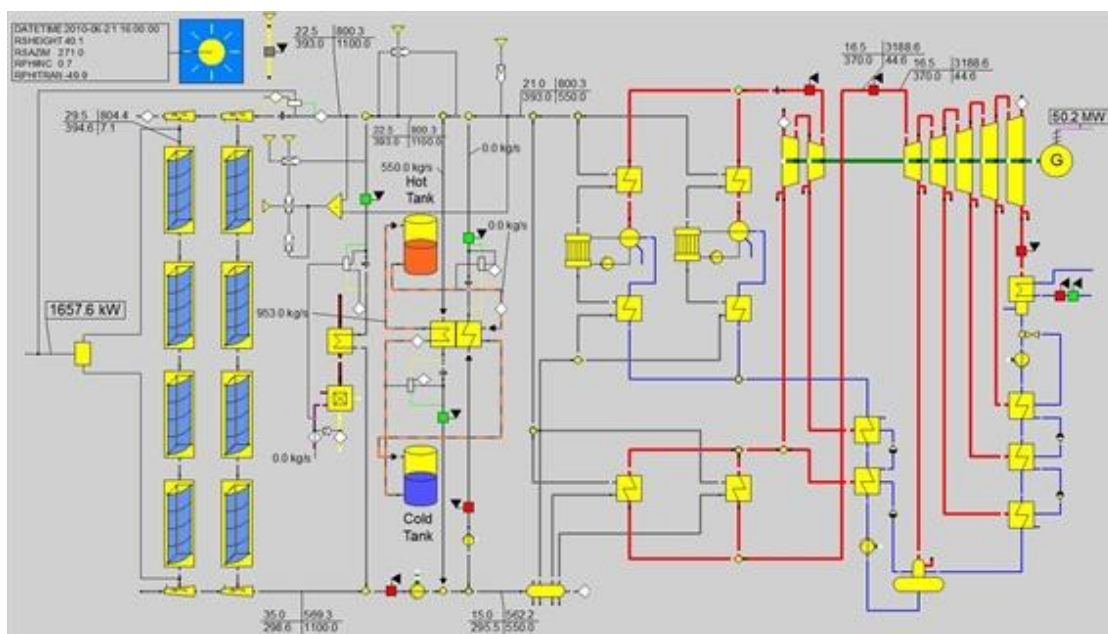 DATETIME 2010-06-21 16:00:00
RSHEIGHT 40.1
RSAZIM 271.0
RPHIINC 0.7
RPHITRAN -49.9
22.5 800.3
393.0 1100.0
16.5 3188.6
370.0 44.6
16.5 3188.6
370.0 44.6
21.0 800.3
393.0 550.0
29.5 804.4
394.6 7.1
50.2 MW
22.5 800.3
393.0 1100.0
0.0 kg/s
550.0 kg/s
Hot
Tank
0.0 kg/s
G
1657.6 kW
953.0 kg/s
0.0 kg/s
Cold
Tank
35.0 569.3
298.6 1100.0
15.0 562.2
295.5 550.0